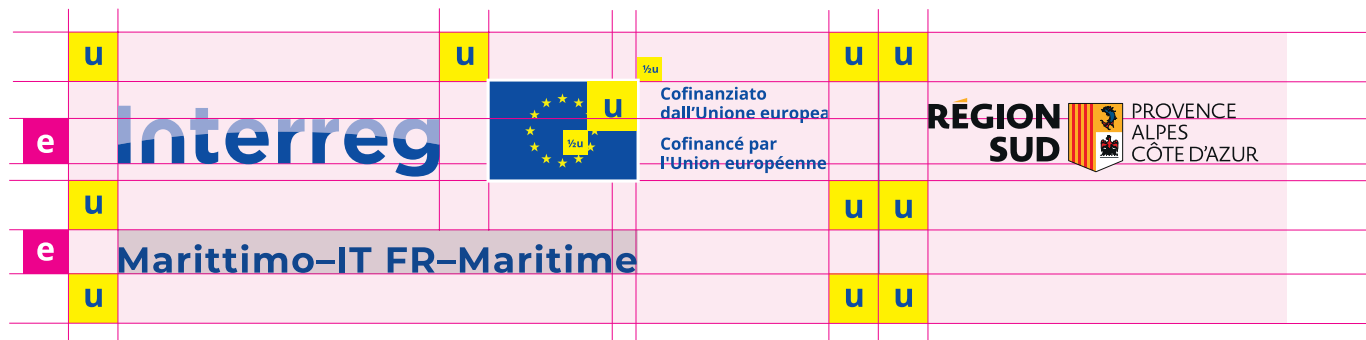 u u u u
½u
Cofinanziato
dall'Unione europea
u
Interreg
½u
Cofinancé par
l'Union européenne
RÉGION
SUD
PROVENCE
ALPES
CÔTE D'AZUR
e
u u u
e
Marittimo–IT FR–Maritime
u u u